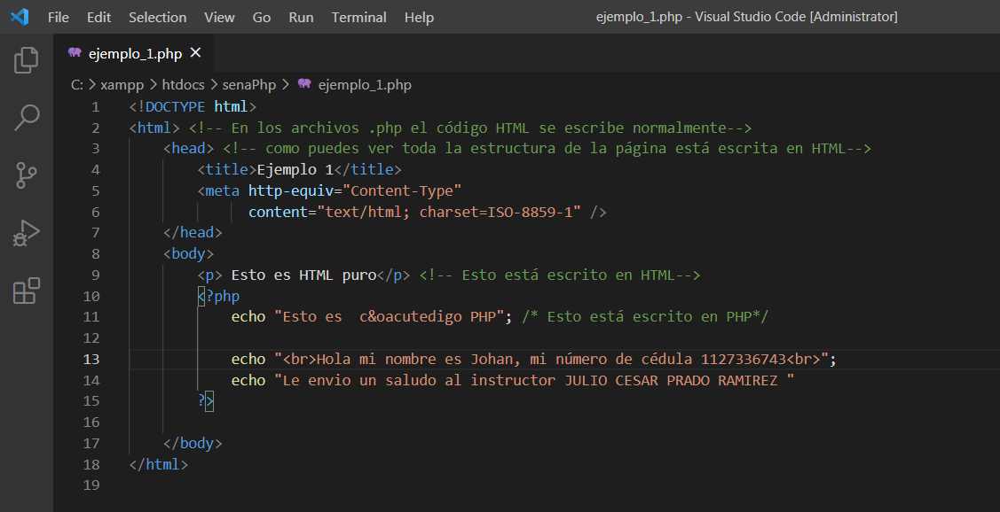 File Edit Selection View Go Run Terminal Help ejemplo_1.php - Visual Studio Code [Administrator]
ejemplo_1.php ×
C: > xampp > htdocs > senaPhp > ejemplo_1.php
1 <!DOCTYPE html>
2 <html> <!-- En los archivos .php el código HTML se escribe normalmente-->
3 <head> <!-- como puedes ver toda la estructura de la página está escrita en HTML-->
4 <title>Ejemplo 1</title>
5 <meta http-equiv="Content-Type"
6 content="text/html; charset=ISO-8859-1" />
7 </head>
8 <body>
9 <p> Esto es HTML puro</p> <!-- Esto está escrito en HTML-->
10 <?php
11 echo "Esto es  c&oacutedigo PHP"; /* Esto está escrito en PHP*/
12
13 echo "<br>Hola mi nombre es Johan, mi número de cédula 1127336743<br>";
14 echo "Le envio un saludo al instructor JULIO CESAR PRADO RAMIREZ "
15 ?>
16
17 </body>
18 </html>
19